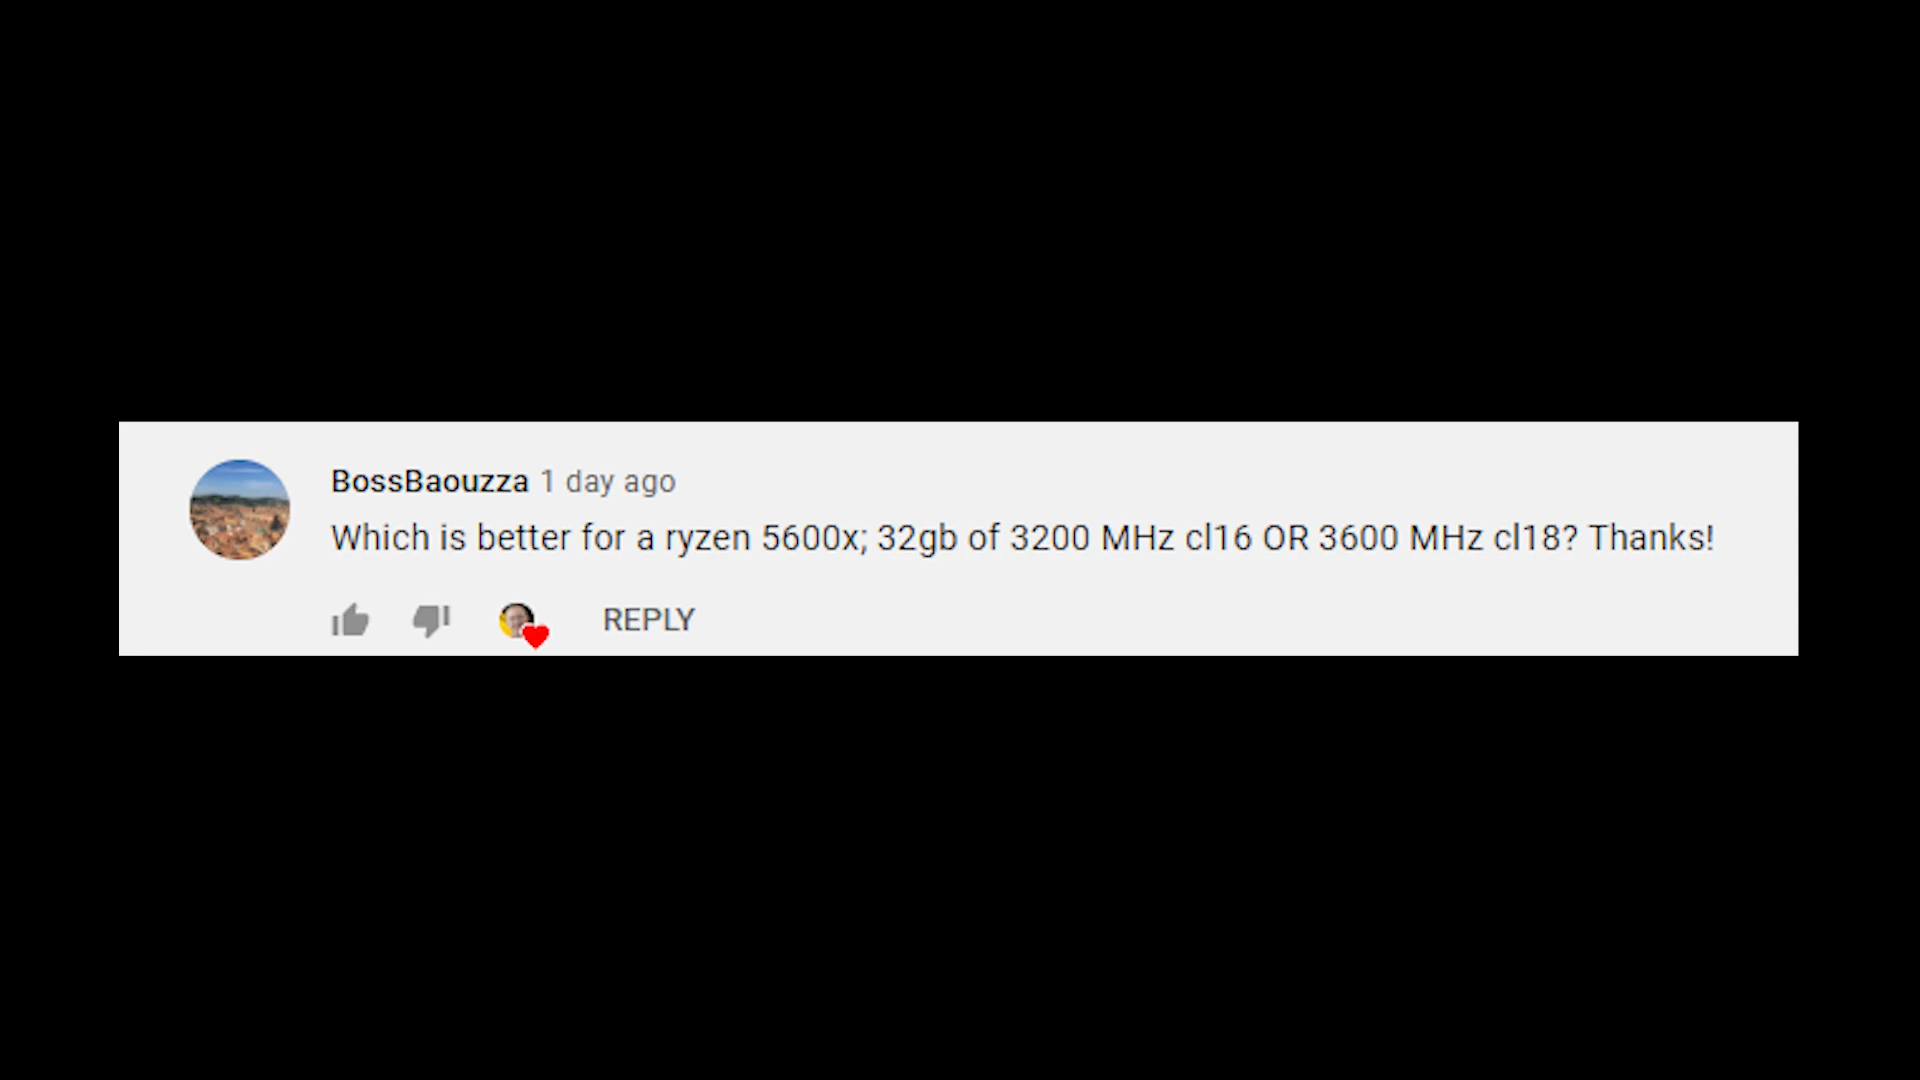 BossBaouzza 1 day ago
Which is better for a ryzen 5600x; 32gb of 3200 MHz cl16 OR 3600 MHz cl18? Thanks!
REPLY